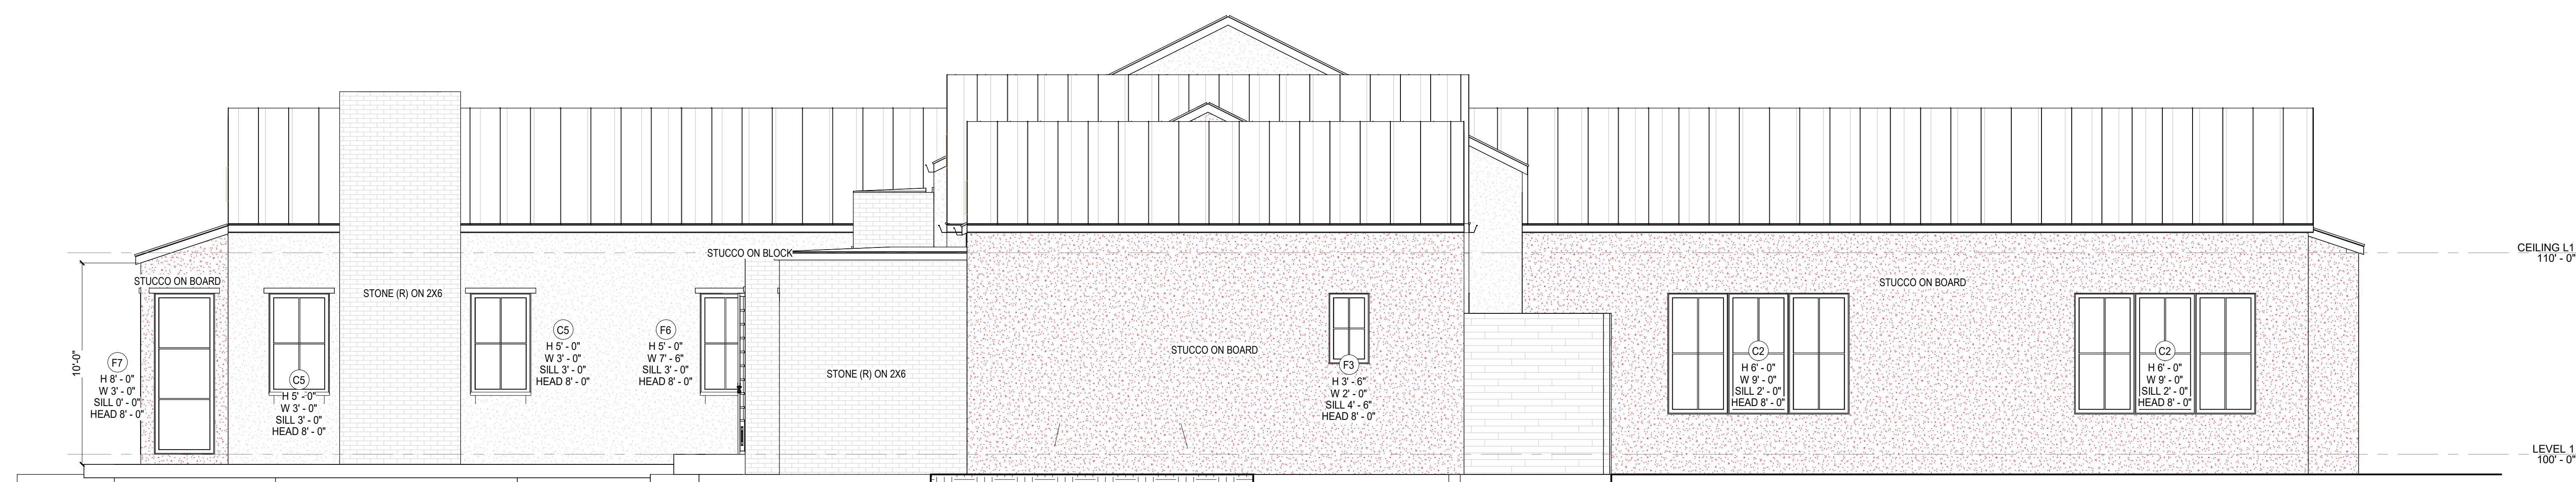 CEILING L1
110' - 0"
STUCCO ON BLOCK
STUCCO ON BOARD
STONE (R) ON 2X6
STUCCO ON BOARD
10'-0"
F7
H 8' - 0"
W 3' - 0"
SILL 0' - 0"
HEAD 8' - 0"
C5
H 5' - 0"
W 3' - 0"
SILL 3' - 0"
HEAD 8' - 0"
C5
H 5' - 0"
W 3' - 0"
SILL 3' - 0"
HEAD 8' - 0"
F6
H 5' - 0"
W 7' - 6"
SILL 3' - 0"
HEAD 8' - 0"
STONE (R) ON 2X6
STUCCO ON BOARD
F3
H 3' - 6"
W 2' - 0"
SILL 4' - 6"
HEAD 8' - 0"
C2
H 6' - 0"
W 9' - 0"
SILL 2' - 0"
HEAD 8' - 0"
C2
H 6' - 0"
W 9' - 0"
SILL 2' - 0"
HEAD 8' - 0"
LEVEL 1
100' - 0"